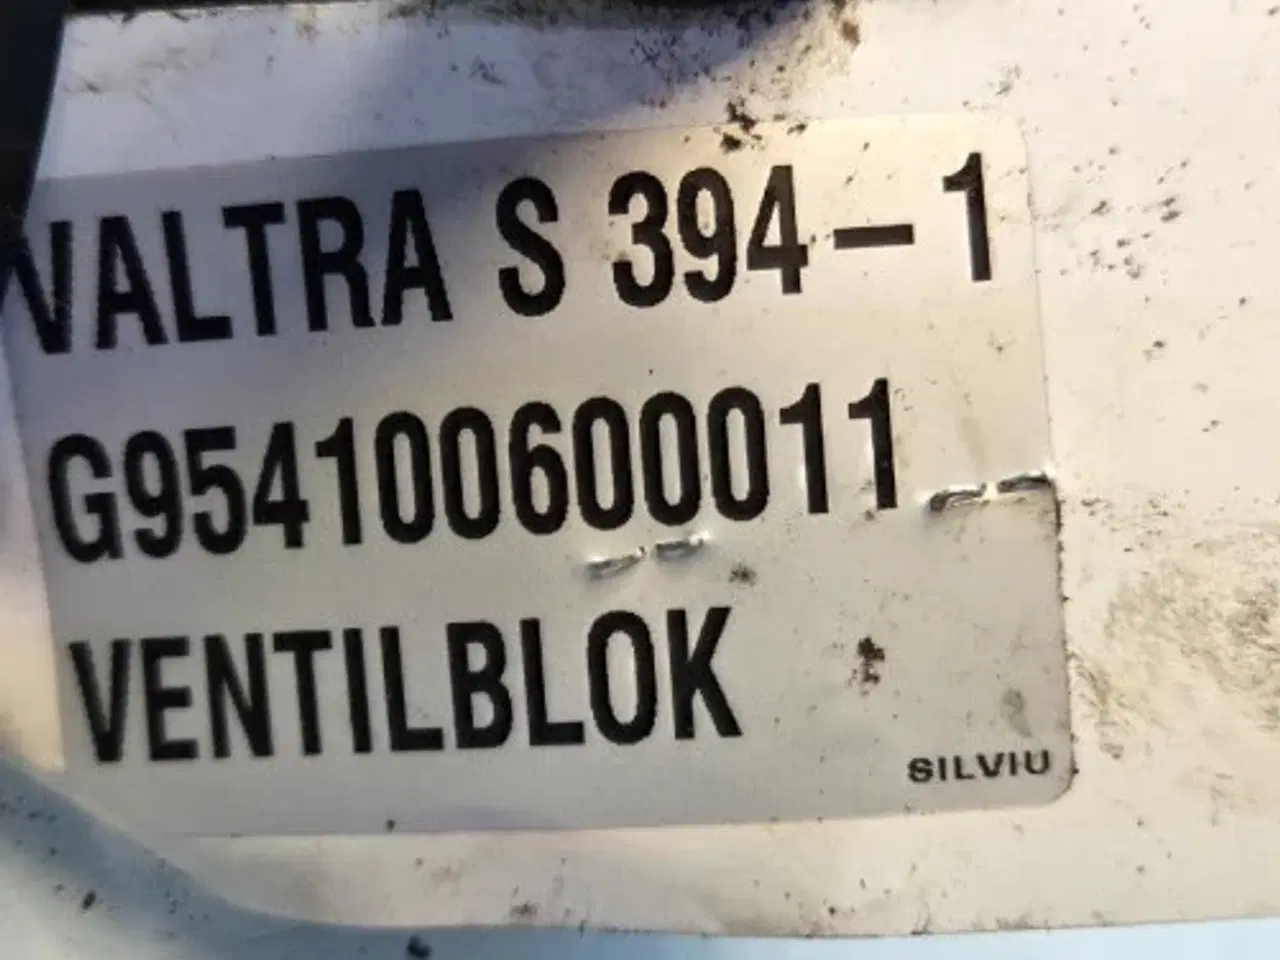 VALTRA S 394-1
G954100600011
VENTILBLOK
SILVIU